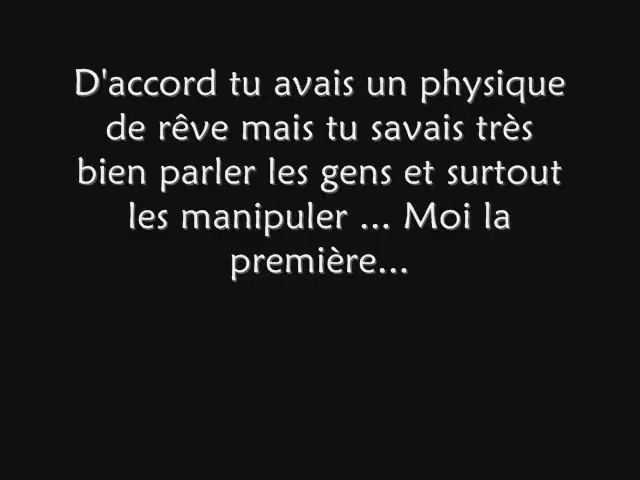 D'accord tu avais un physique
de rêve mais tu savais très
bien parler les gens et surtout
les manipuler ... Moi la
première...